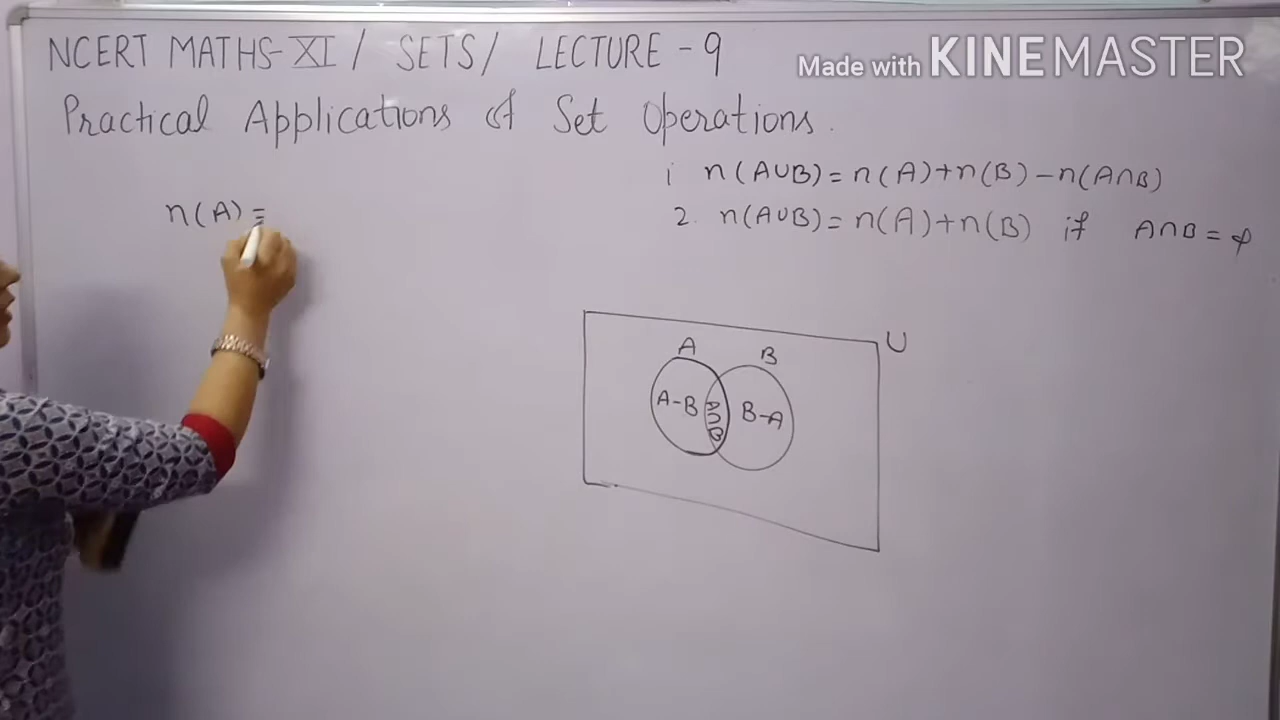 NCERT MATHS-XI / SETS / LECTURE - 9
Made with KINEMASTER
Practical Applications of Set Operations.
1 n(A∪B) = n(A)+n(B)-n(A∩B)
n(A) =
2. n(A∪B) = n(A)+n(B) if A∩B = φ
U
A
B
A-B
A∩B
B-A